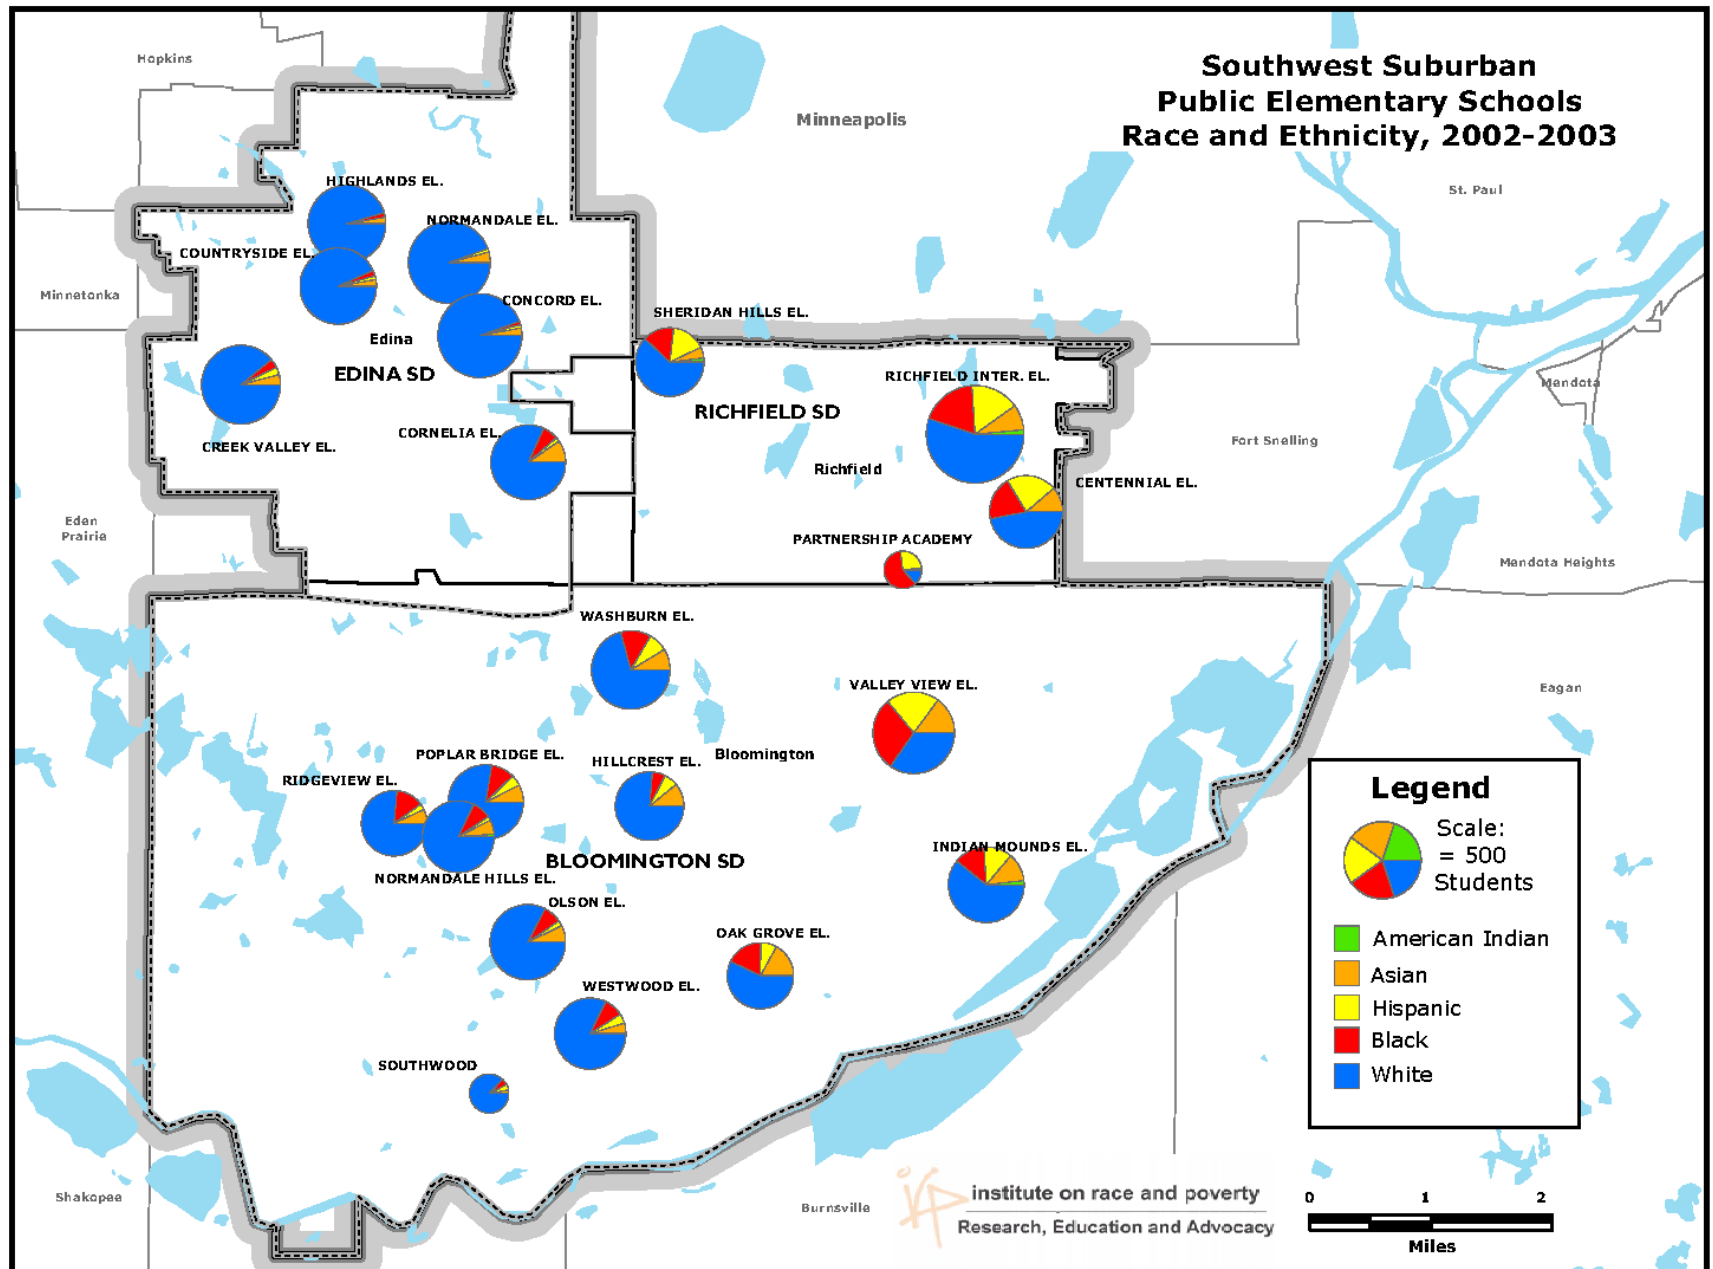 Southwest Suburban
Public Elementary Schools
Race and Ethnicity, 2002-2003
Hopkins
Minneapolis
St. Paul
HIGHLANDS EL.
NORMANDALE EL.
COUNTRYSIDE EL.
Minnetonka
CONCORD EL.
SHERIDAN HILLS EL.
Edina
EDINA SD
RICHFIELD INTER. EL.
Mendota
RICHFIELD SD
CORNELIA EL.
CREEK VALLEY EL.
Fort Snelling
Richfield
CENTENNIAL EL.
Eden
Prairie
PARTNERSHIP ACADEMY
Mendota Heights
WASHBURN EL.
VALLEY VIEW EL.
Eagan
POPLAR BRIDGE EL.
HILLCREST EL.
Bloomington
RIDGEVIEW EL.
BLOOMINGTON SD
INDIAN MOUNDS EL.
NORMANDALE HILLS EL.
OLSON EL.
OAK GROVE EL.
WESTWOOD EL.
SOUTHWOOD
Legend
Scale:
= 500
Students
American Indian
Asian
Hispanic
Black
White
Shakopee
Burnsville
irp
institute on race and poverty
Research, Education and Advocacy
0 1 2
Miles